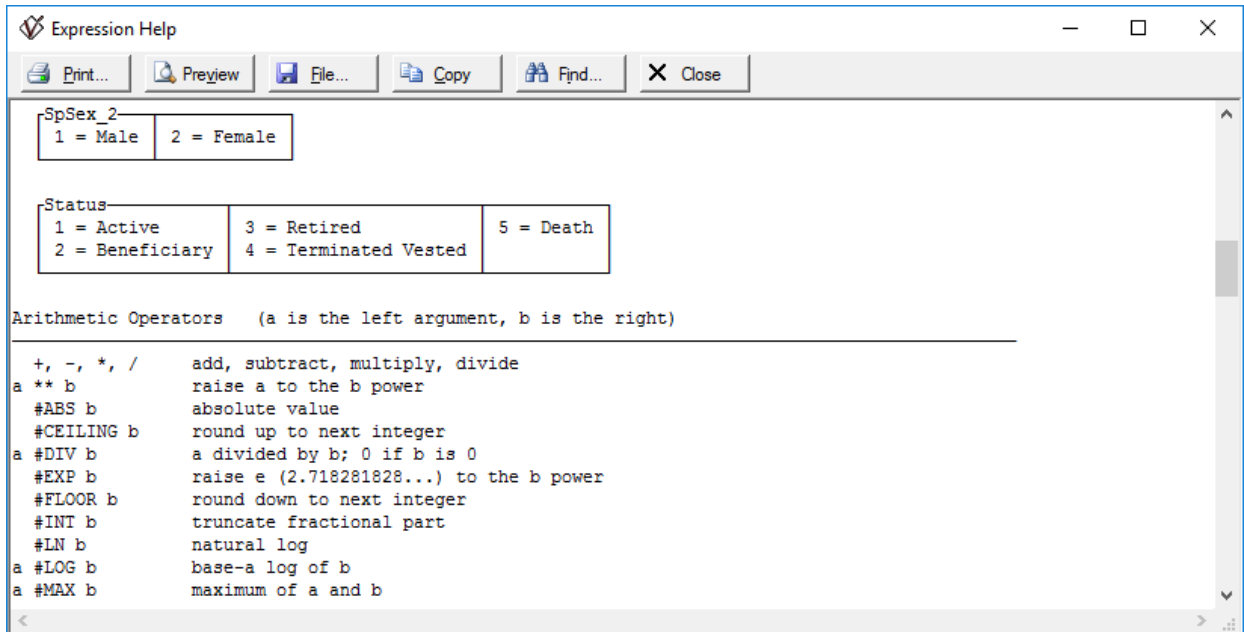 Expression Help
Print... Preview File... Copy Find... Close
SpSex_2
1 = Male 2 = Female
Status
1 = Active 3 = Retired 5 = Death
2 = Beneficiary 4 = Terminated Vested
Arithmetic Operators (a is the left argument, b is the right)
+, -, *, / add, subtract, multiply, divide
a ** b raise a to the b power
#ABS b absolute value
#CEILING b round up to next integer
a #DIV b a divided by b; 0 if b is 0
#EXP b raise e (2.718281828...) to the b power
#FLOOR b round down to next integer
#INT b truncate fractional part
#LN b natural log
a #LOG b base-a log of b
a #MAX b maximum of a and b